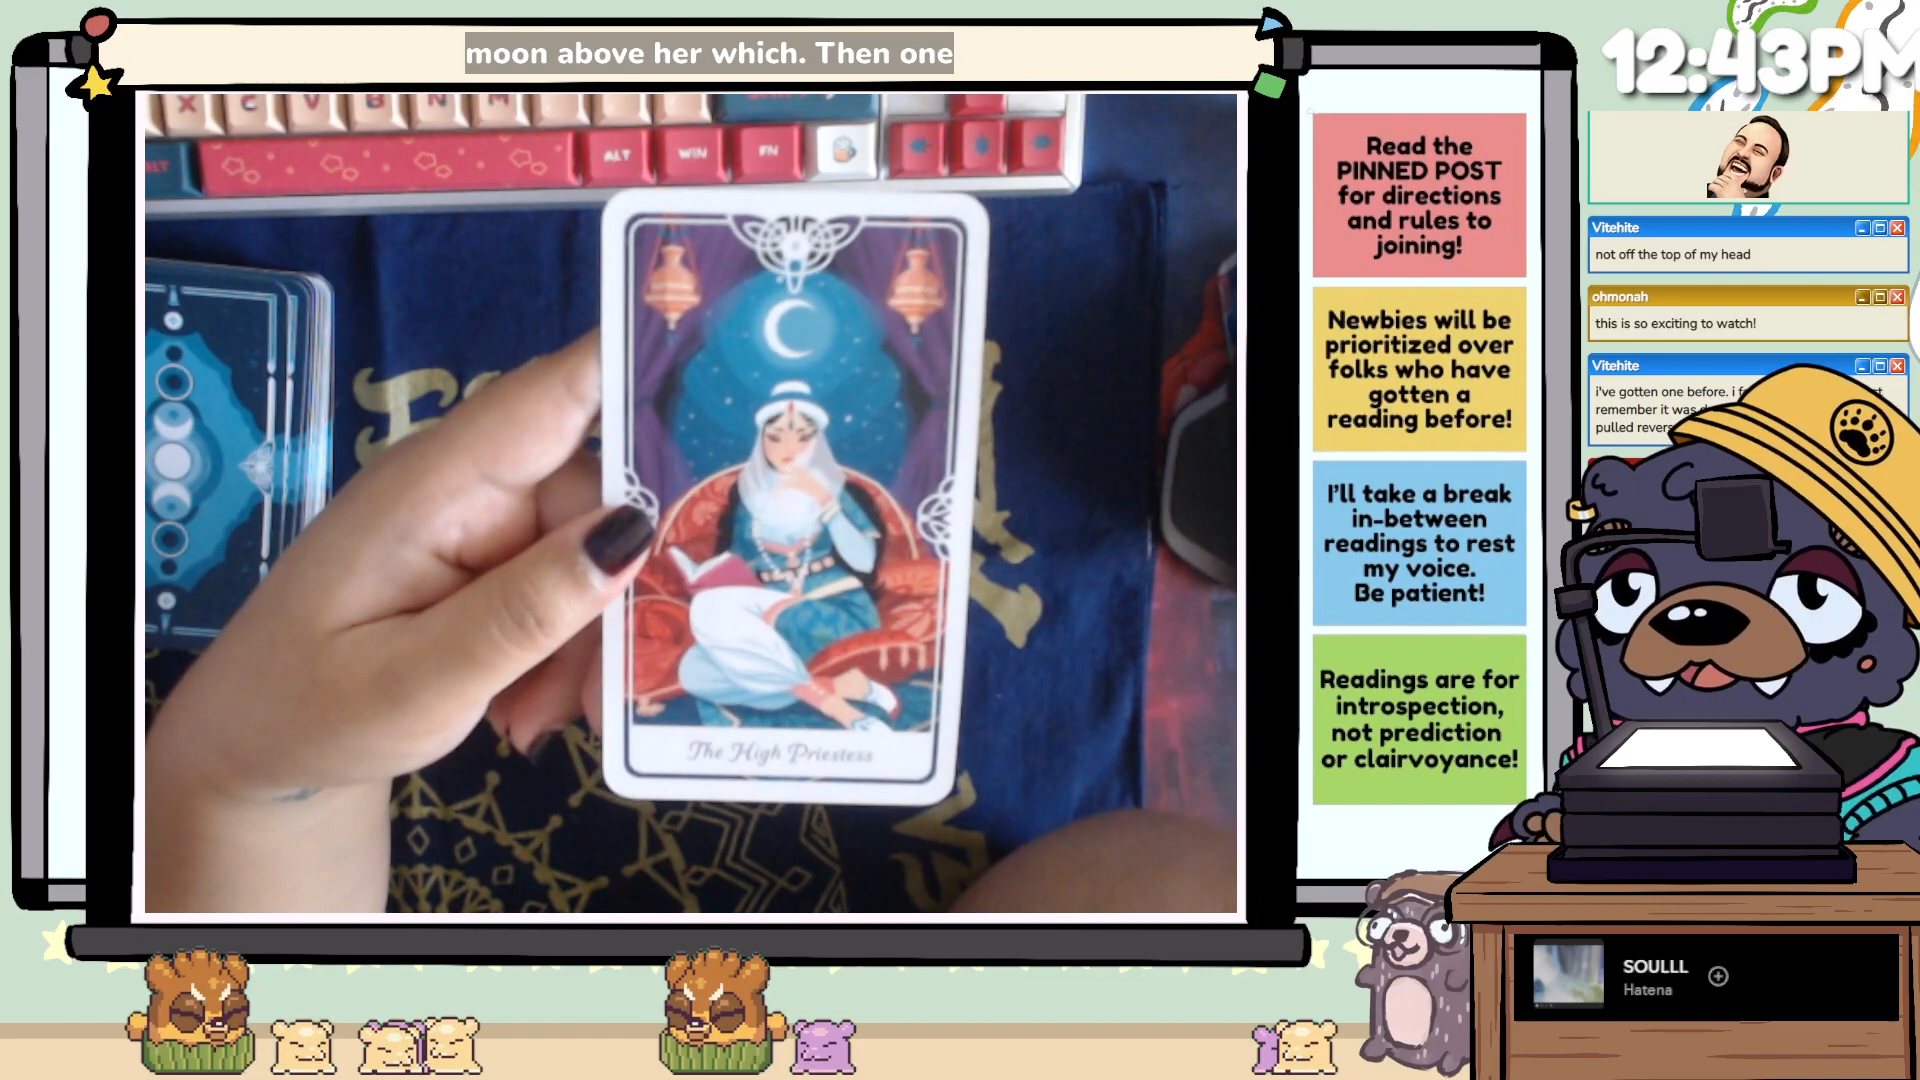 moon above her which. Then one
12:43PM
X C V B N M
ALT ALT WIN FN
The High Priestess
Read the
PINNED POST
for directions
and rules to
joining!
Newbies will be
prioritized over
folks who have
gotten a
reading before!
I'll take a break
in-between
readings to rest
my voice.
Be patient!
Readings are for
introspection,
not prediction
or clairvoyance!
Vitehite
not off the top of my head
ohmonah
this is so exciting to watch!
Vitehite
i've gotten one before. i
remember it was
pulled
SOULLL
Hatena